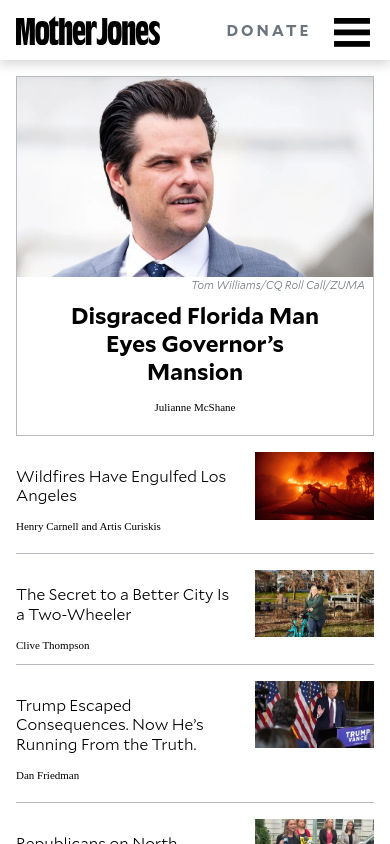 Mother Jones
DONATE
Tom Williams/CQ Roll Call/ZUMA
Disgraced Florida Man
Eyes Governor’s
Mansion
Julianne McShane
Wildfires Have Engulfed Los
Angeles
Henry Carnell and Artis Curiskis
The Secret to a Better City Is
a Two-Wheeler
Clive Thompson
Trump Escaped
Consequences. Now He’s
Running From the Truth.
Dan Friedman
TRUMP
VANCE
Republicans on North